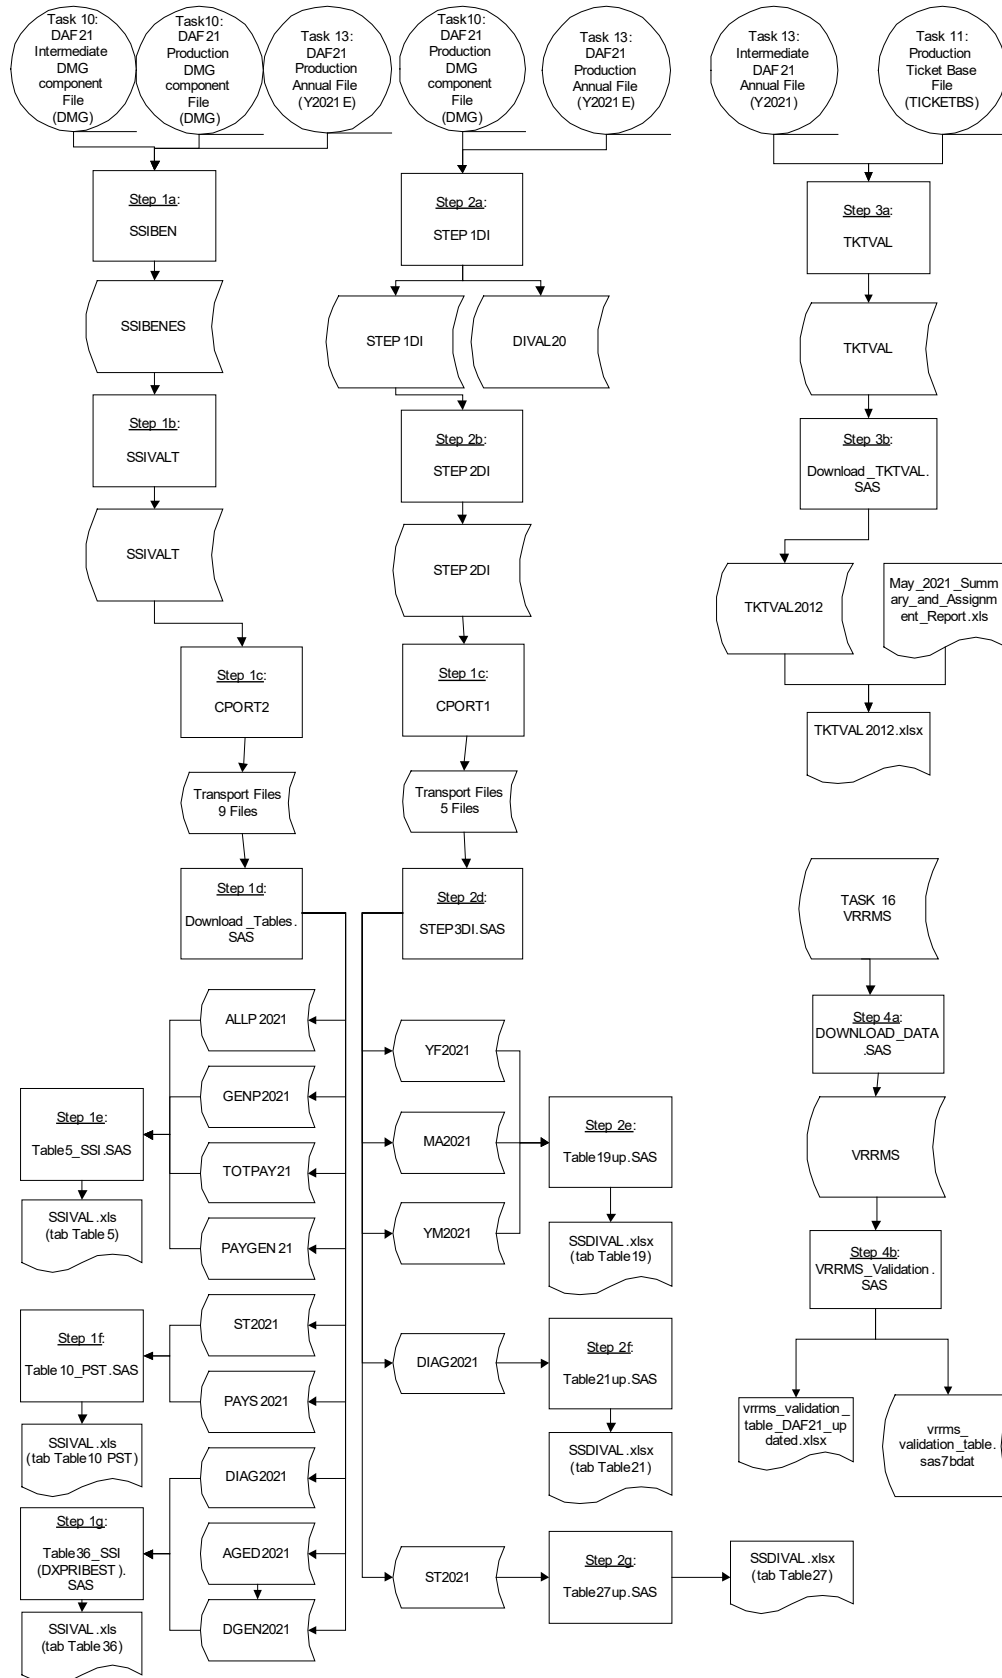 Task 10:
DAF21
Intermediate
DMG
component
File
(DMG)
Task10:
DAF21
Production
DMG
component
File
(DMG)
Task 13:
DAF21
Production
Annual File
(Y2021E)
Task10:
DAF21
Production
DMG
component
File
(DMG)
Task 13:
DAF21
Production
Annual File
(Y2021E)
Task 13:
Intermediate
DAF21
Annual File
(Y2021)
Task 11:
Production
Ticket Base
File
(TICKETBS)
Step 1a:
SSIBEN
SSIBENES
Step 1b:
SSIVALT
SSIVALT
Step 1c:
CPORT2
Transport Files
9 Files
Step 1d:
Download_Tables.
SAS
Step 2a:
STEP1DI
STEP1DI
DIVAL20
Step 2b:
STEP2DI
STEP2DI
Step 1c:
CPORT1
Transport Files
5 Files
Step 2d:
STEP3DI.SAS
Step 3a:
TKTVAL
TKTVAL
Step 3b:
Download_TKTVAL.
SAS
TKTVAL2012
May_2021_Summ
ary_and_Assignm
ent_Report.xls
TKTVAL2012.xlsx
TASK 16
VRRMS
Step 4a:
DOWNLOAD_DATA
.SAS
VRRMS
Step 4b:
VRRMS_Validation.
SAS
vrrms_validation_
table_DAF21_up
dated.xlsx
vrrms_
validation_table.
sas7bdat
ALLP2021
GENP2021
TOTPAY21
PAYGEN21
Step 1e:
Table5_SSI.SAS
SSIVAL.xls
(tab Table 5)
ST2021
PAYS2021
Step 1f:
Table10_PST.SAS
SSIVAL.xls
(tab Table10 PST)
DIAG2021
AGED2021
DGEN2021
Step 1g:
Table36_SSI
(DXPRIBEST).
SAS
SSIVAL.xls
(tab Table 36)
YF2021
MA2021
YM2021
Step 2e:
Table19up.SAS
SSDIVAL.xlsx
(tab Table19)
DIAG2021
Step 2f:
Table21up.SAS
SSDIVAL.xlsx
(tab Table21)
ST2021
Step 2g:
Table27up.SAS
SSDIVAL.xlsx
(tab Table27)